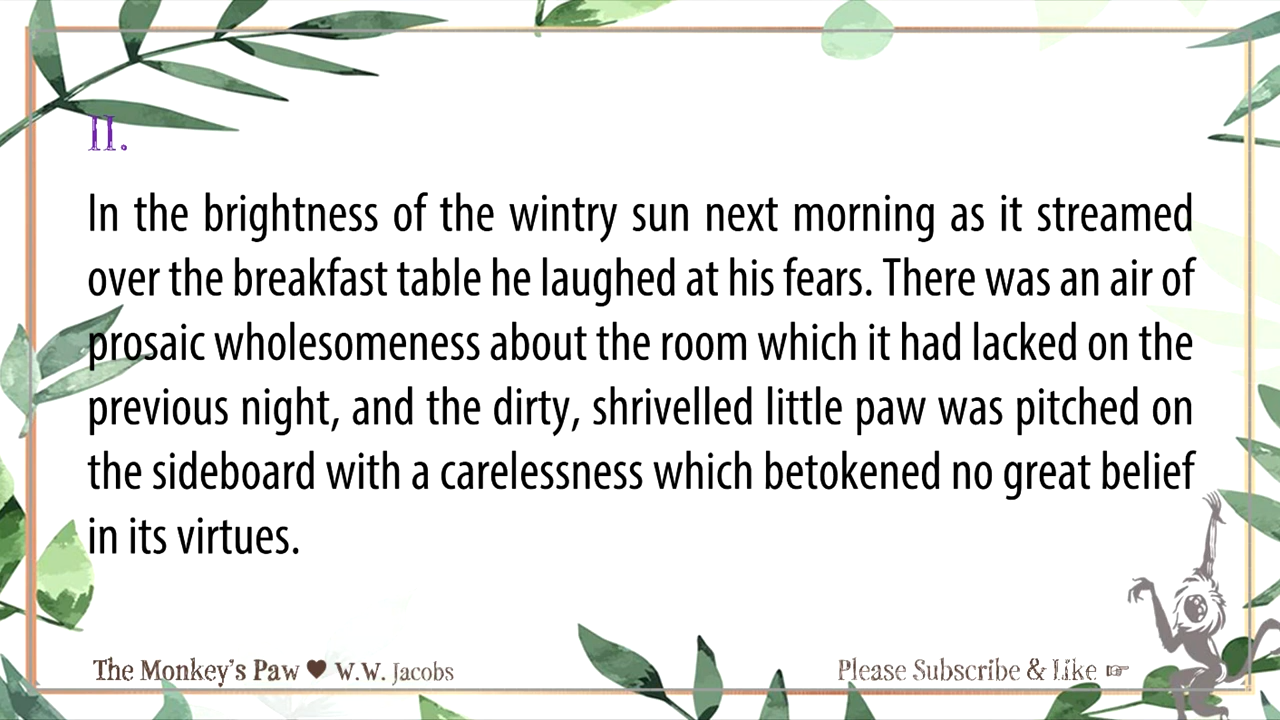 II.
In the brightness of the wintry sun next morning as it streamed
over the breakfast table he laughed at his fears. There was an air of
prosaic wholesomeness about the room which it had lacked on the
previous night, and the dirty, shrivelled little paw was pitched on
the sideboard with a carelessness which betokened no great belief
in its virtues.
The Monkey's Paw ♥ W.W. Jacobs
Please Subscribe & Like ☞